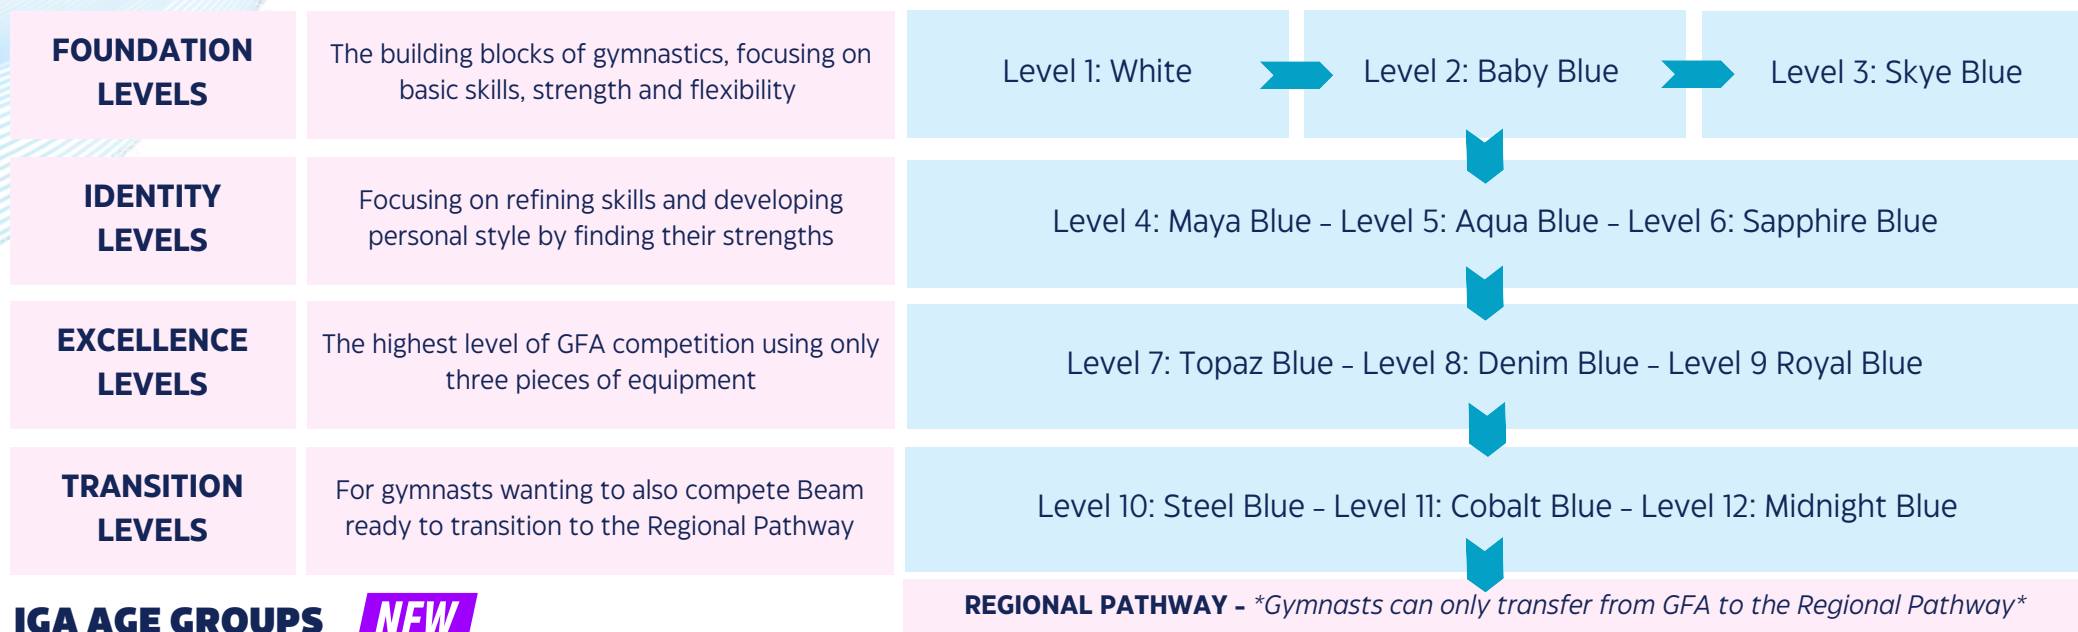 FOUNDATION
LEVELS
The building blocks of gymnastics, focusing on
basic skills, strength and flexibility
Level 1: White
Level 2: Baby Blue
Level 3: Skye Blue
IDENTITY
LEVELS
Focusing on refining skills and developing
personal style by finding their strengths
Level 4: Maya Blue - Level 5: Aqua Blue - Level 6: Sapphire Blue
EXCELLENCE
LEVELS
The highest level of GFA competition using only
three pieces of equipment
Level 7: Topaz Blue - Level 8: Denim Blue - Level 9 Royal Blue
TRANSITION
LEVELS
For gymnasts wanting to also compete Beam
ready to transition to the Regional Pathway
Level 10: Steel Blue - Level 11: Cobalt Blue - Level 12: Midnight Blue
REGIONAL PATHWAY - *Gymnasts can only transfer from GFA to the Regional Pathway*
IGA AGE GROUPS NEW